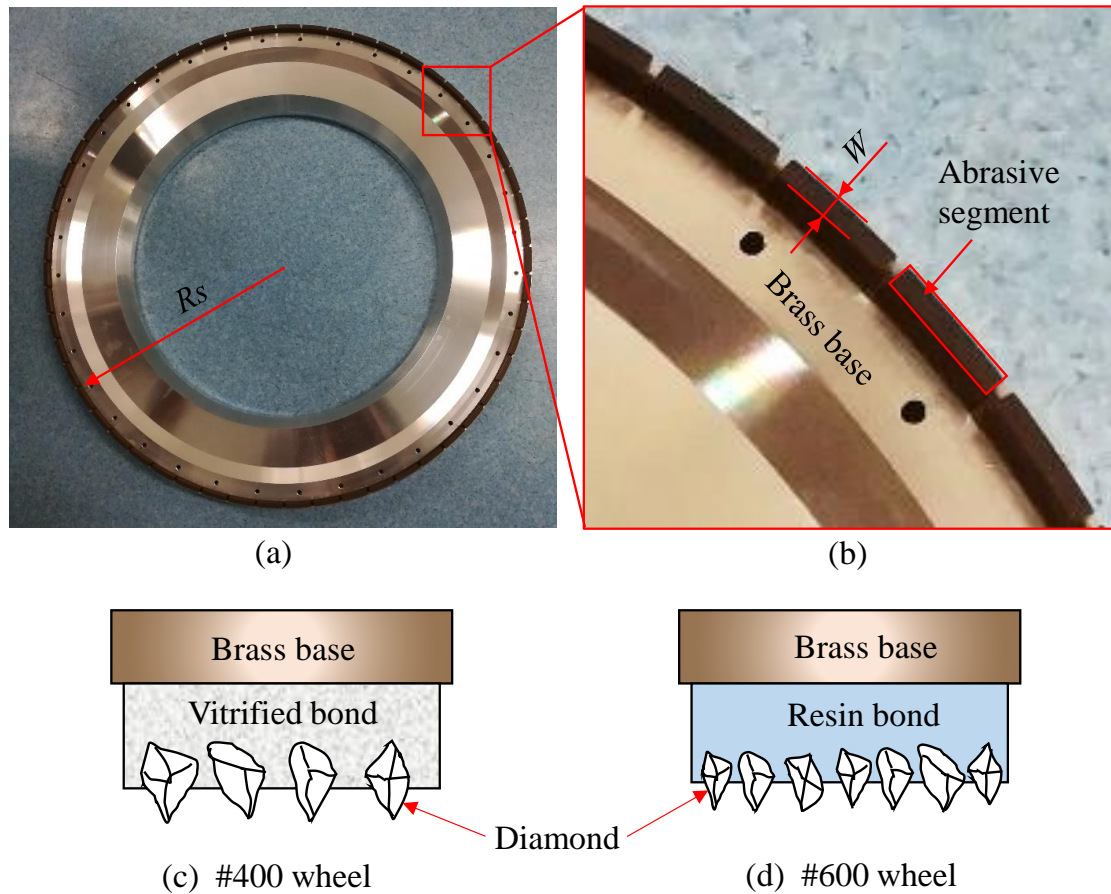 Rs
W
Abrasive
segment
Brass base
(a)
(b)
Brass base
Vitrified bond
Brass base
Resin bond
Diamond
(c) #400 wheel
(d) #600 wheel